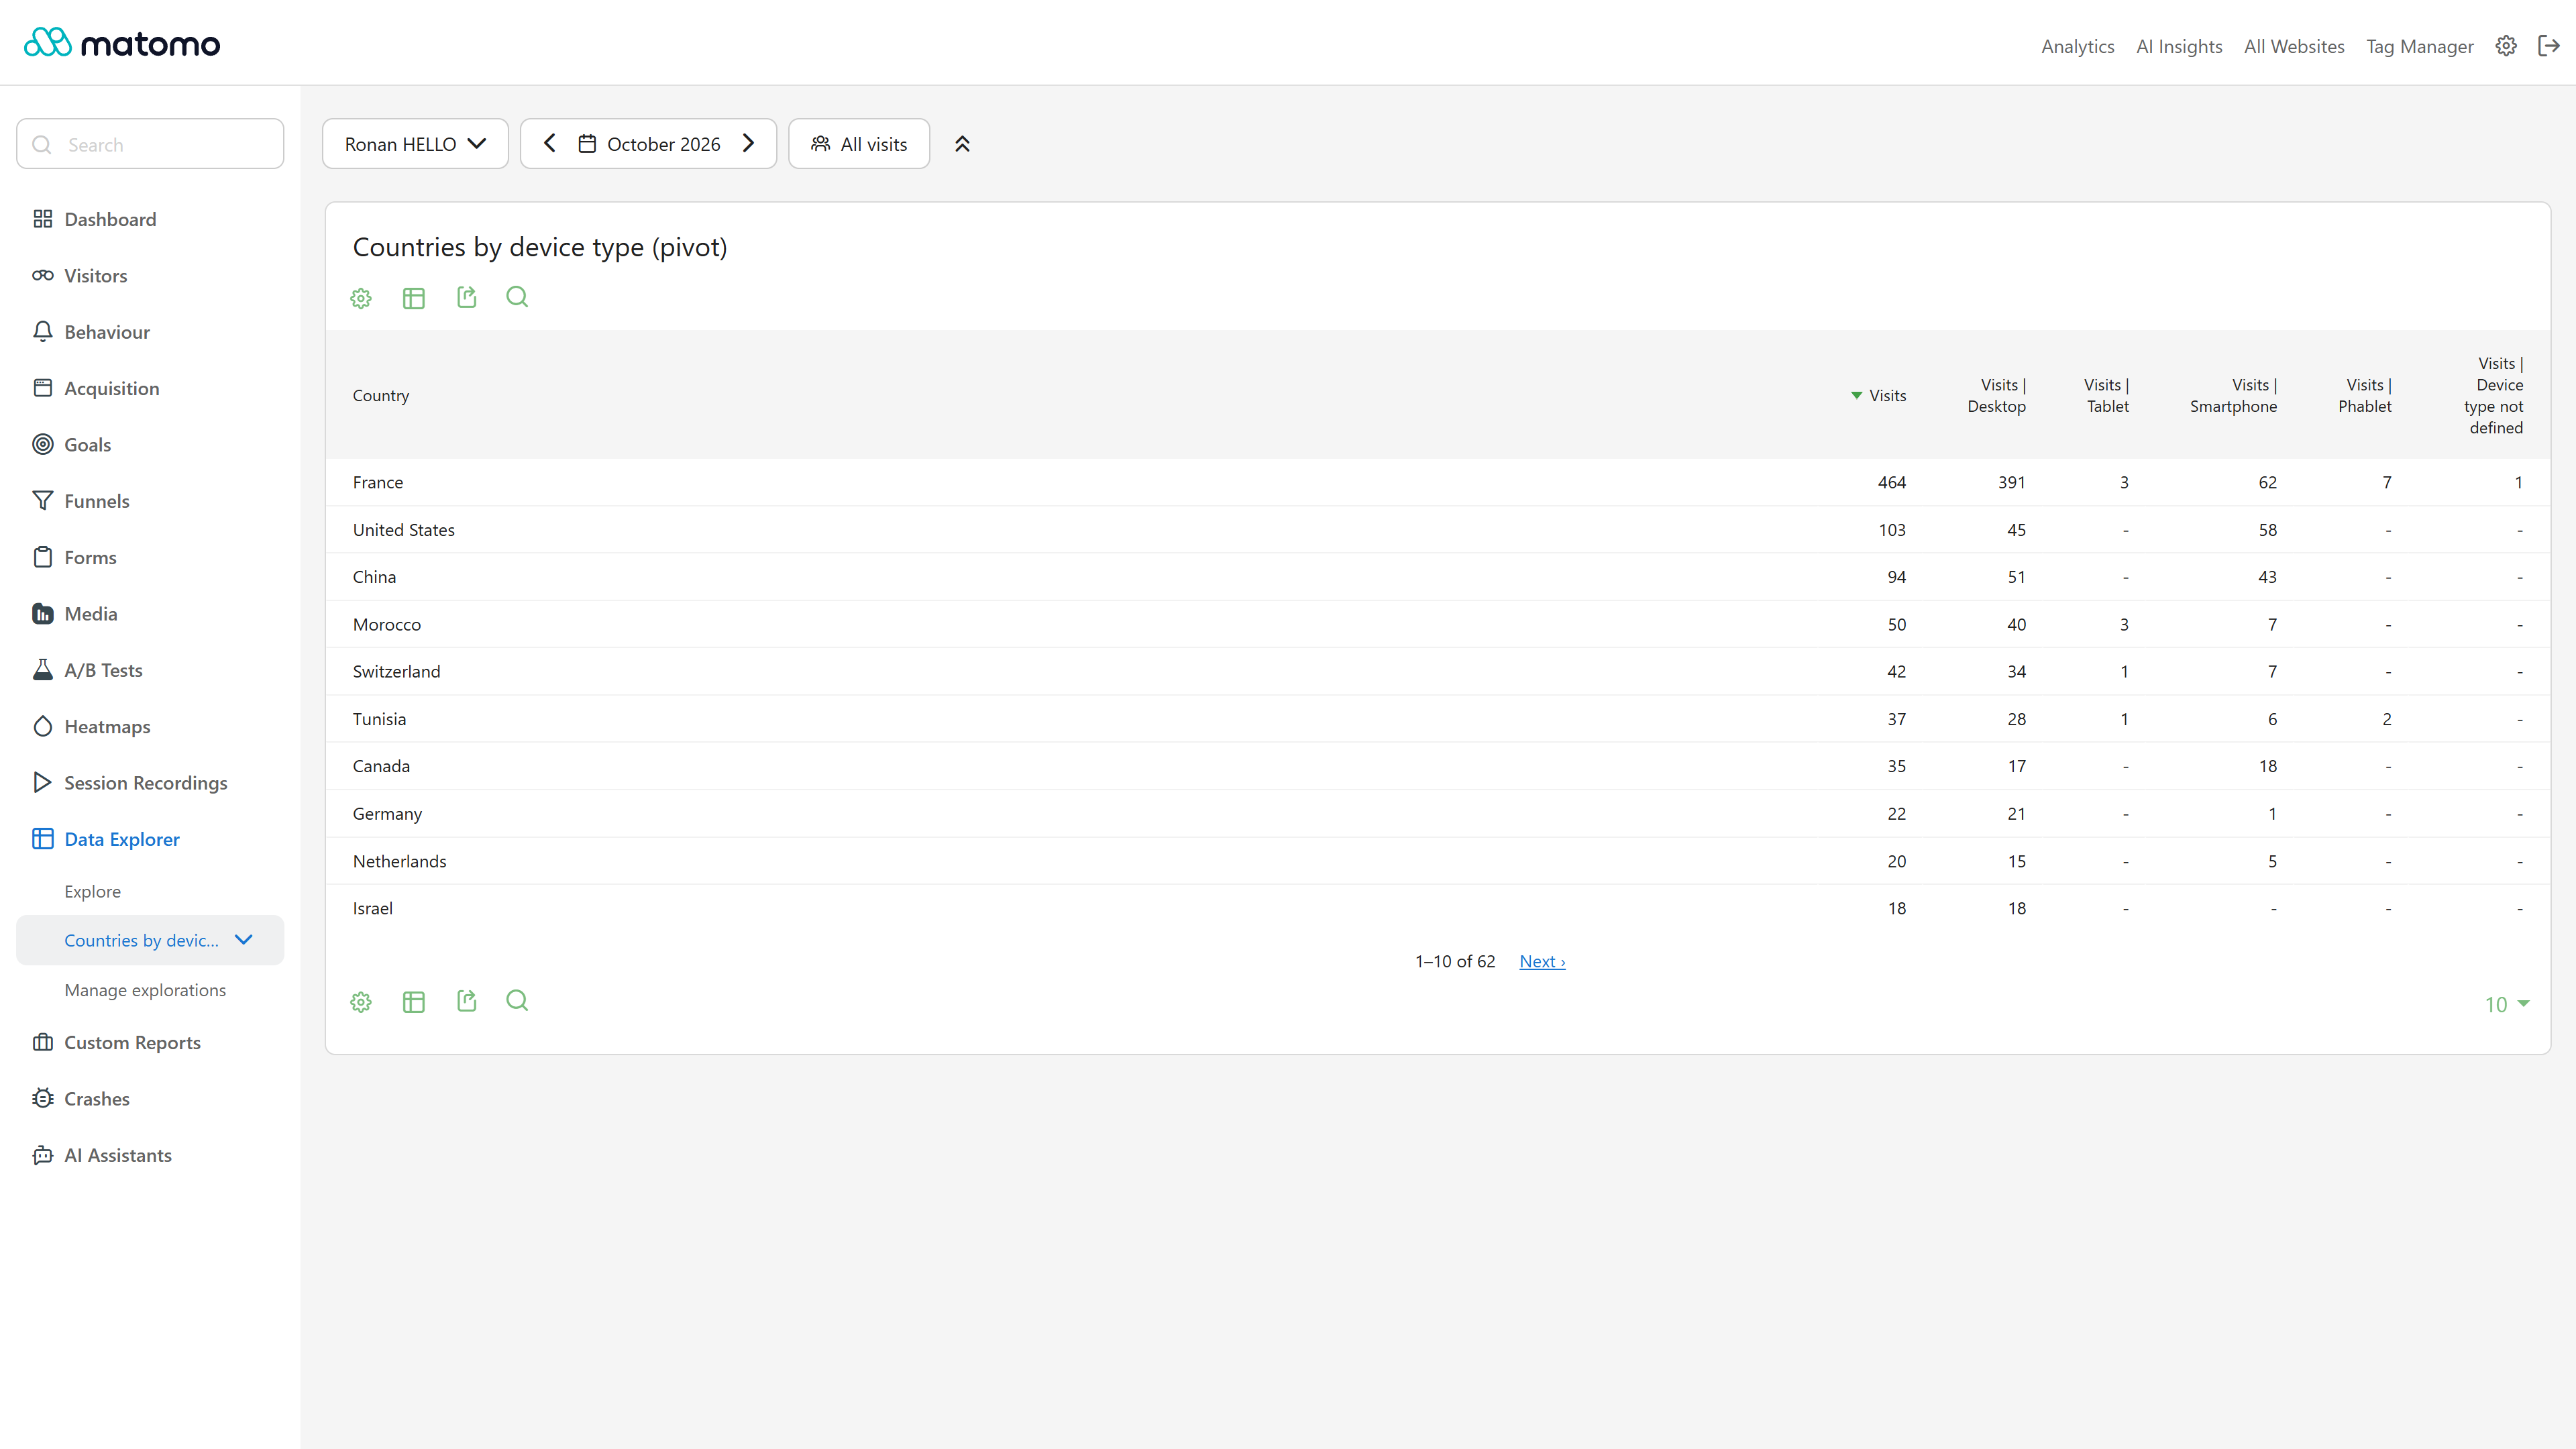 matomo
Analytics AI Insights All Websites Tag Manager
Search
Ronan HELLO
October 2026
All visits
Dashboard
Visitors
Behaviour
Acquisition
Goals
Funnels
Forms
Media
A/B Tests
Heatmaps
Session Recordings
Data Explorer
Explore
Countries by devic...
Manage explorations
Custom Reports
Crashes
AI Assistants
Countries by device type (pivot)
Country Visits Visits | Desktop Visits | Tablet Visits | Smartphone Visits | Phablet Visits | Device type not defined
France 464 391 3 62 7 1
United States 103 45 - 58 - -
China 94 51 - 43 - -
Morocco 50 40 3 7 - -
Switzerland 42 34 1 7 - -
Tunisia 37 28 1 6 2 -
Canada 35 17 - 18 - -
Germany 22 21 - 1 - -
Netherlands 20 15 - 5 - -
Israel 18 18 - - - -
1–10 of 62 Next ›
10